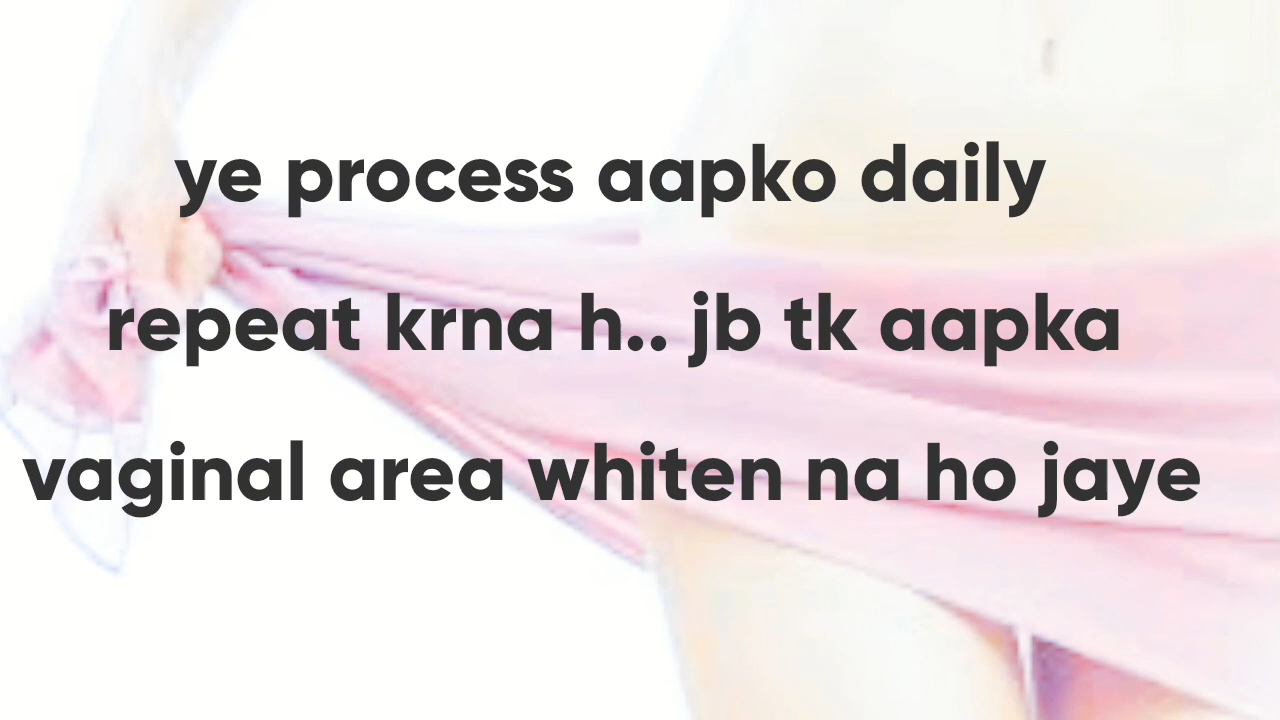 ye process aapko daily
repeat krna h.. jb tk aapka
vaginal area whiten na ho jaye